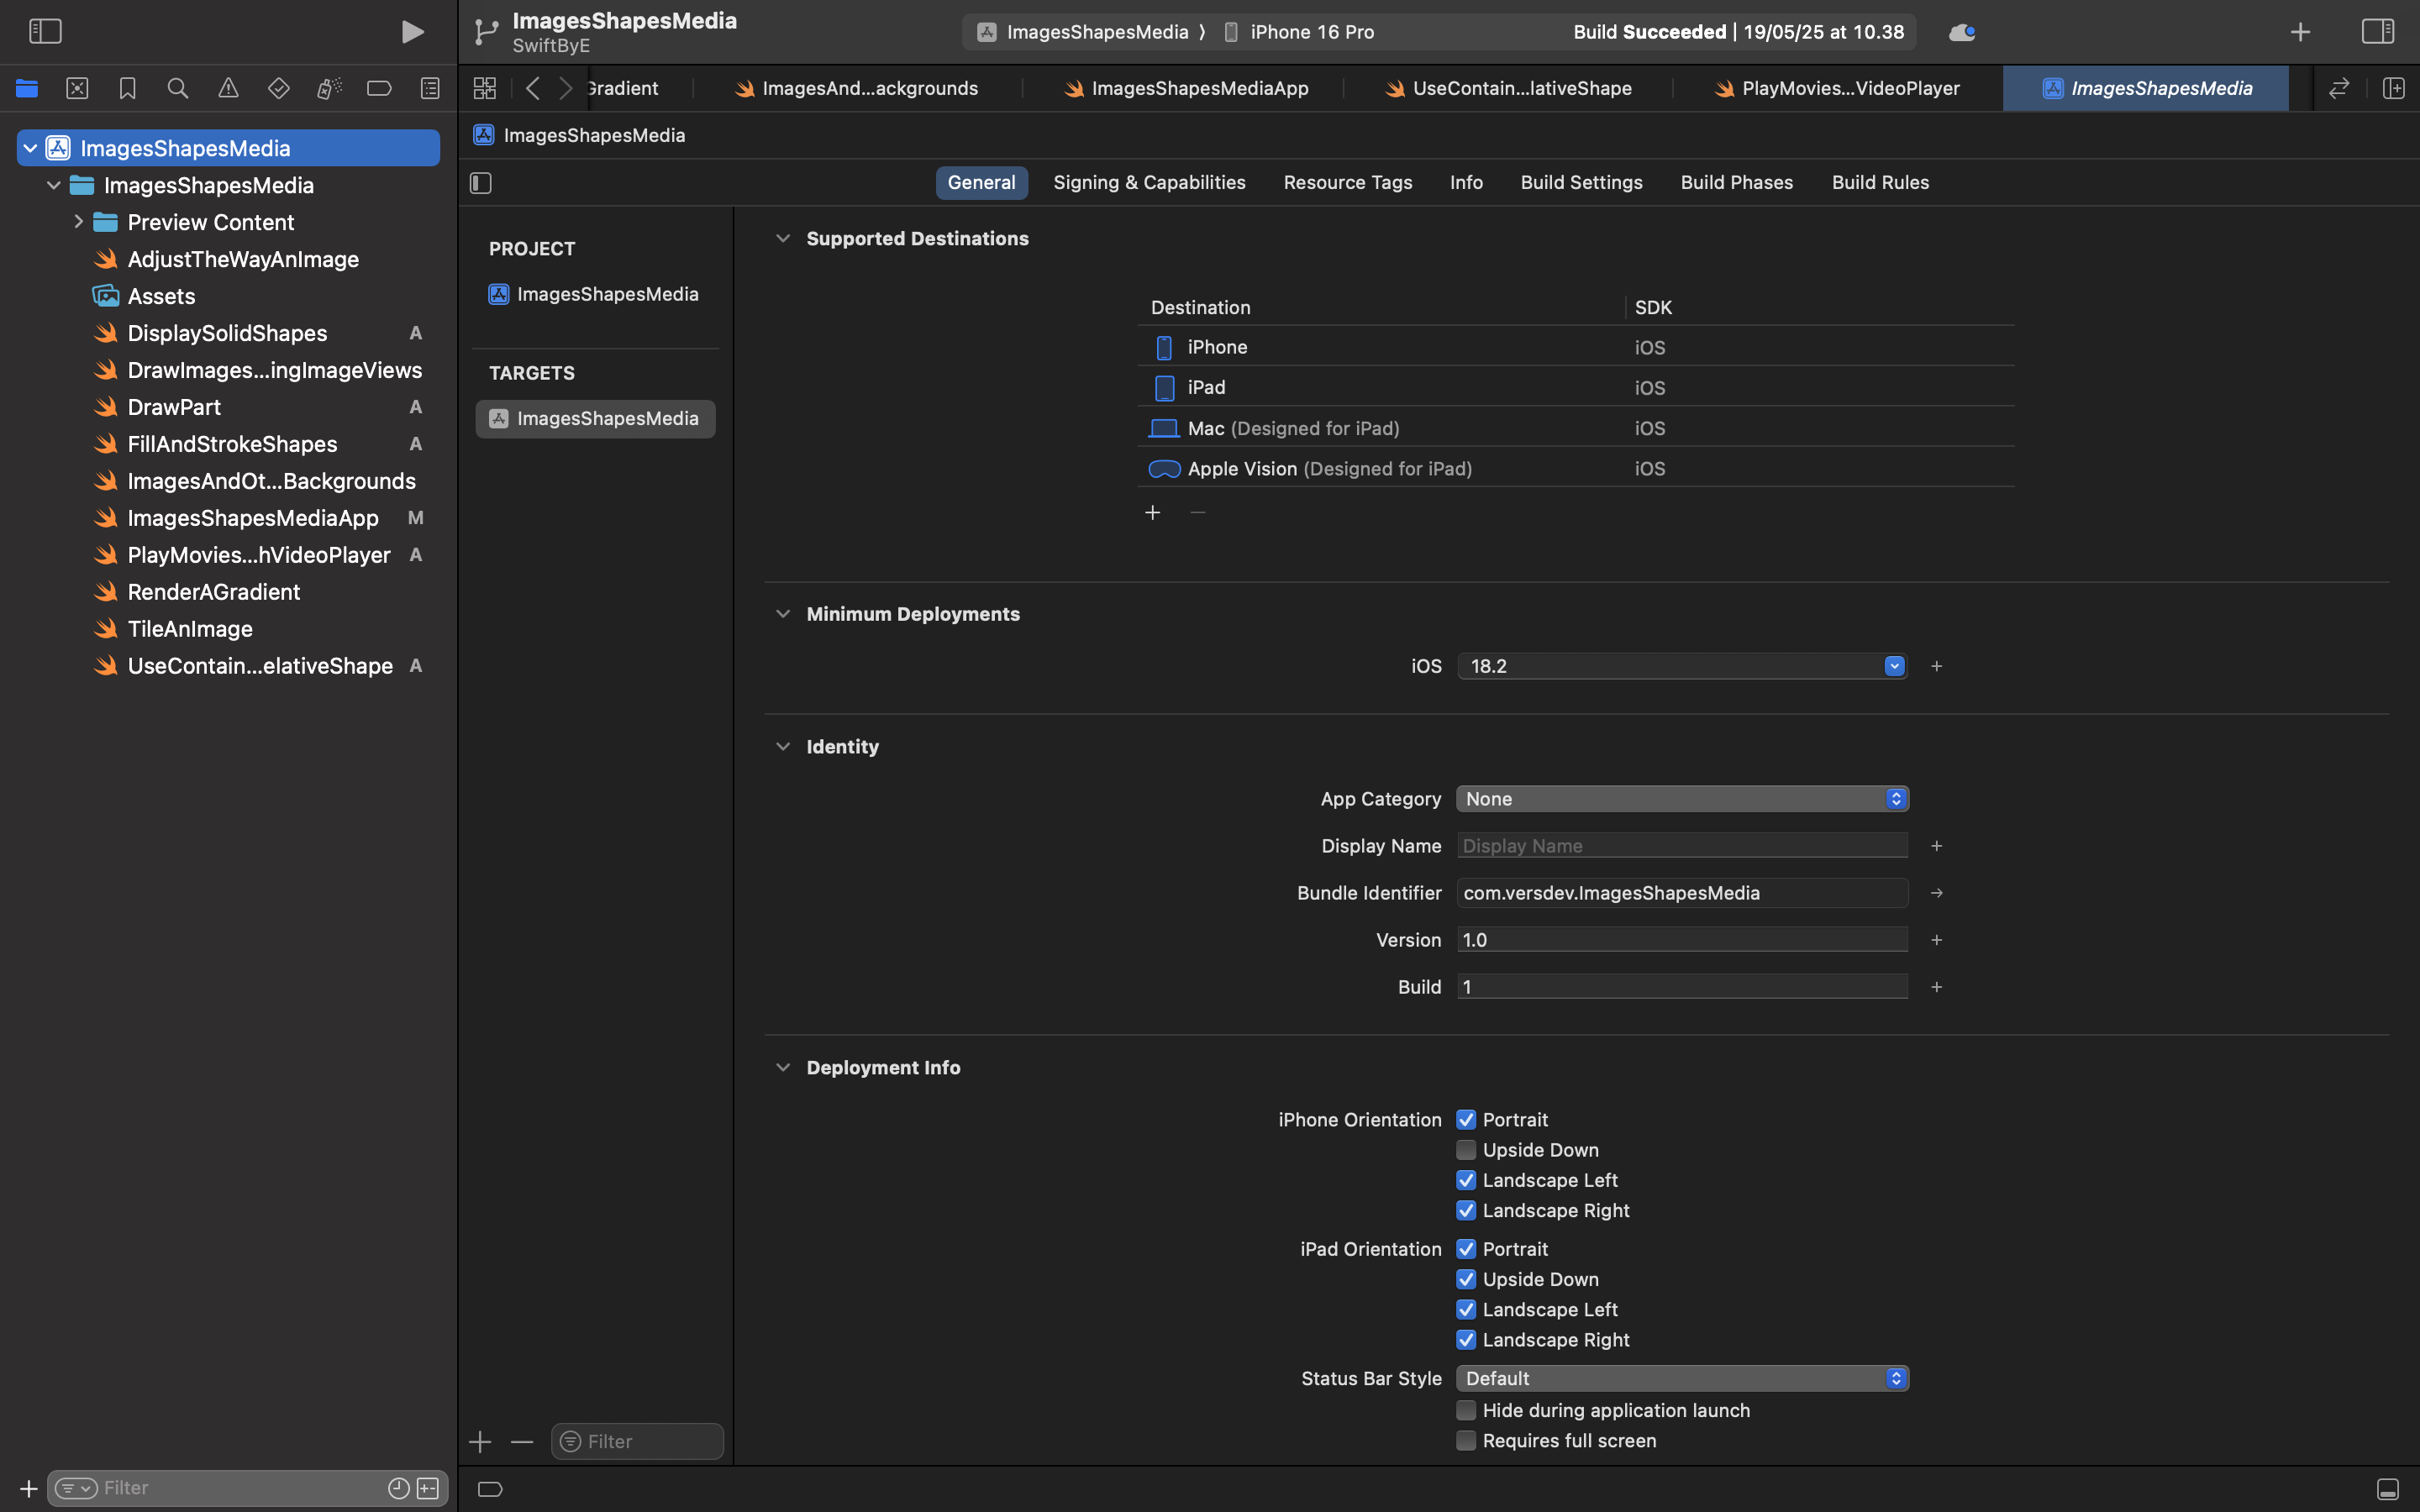 ImagesShapesMedia
SwiftByE
ImagesShapesMedia ⟩ iPhone 16 Pro
Build Succeeded | 19/05/25 at 10.38
Gradient
ImagesAnd...ackgrounds
ImagesShapesMediaApp
UseContain...lativeShape
PlayMovies...VideoPlayer
ImagesShapesMedia
ImagesShapesMedia
ImagesShapesMedia
Preview Content
AdjustTheWayAnImage
Assets
DisplaySolidShapes A
DrawImages...ingImageViews
DrawPart A
FillAndStrokeShapes A
ImagesAndOt...Backgrounds
ImagesShapesMediaApp M
PlayMovies...hVideoPlayer A
RenderAGradient
TileAnImage
UseContain...elativeShape A
Filter
ImagesShapesMedia
General Signing & Capabilities Resource Tags Info Build Settings Build Phases Build Rules
PROJECT
ImagesShapesMedia
TARGETS
ImagesShapesMedia
Filter
Supported Destinations
Destination SDK
iPhone iOS
iPad iOS
Mac (Designed for iPad) iOS
Apple Vision (Designed for iPad) iOS
Minimum Deployments
iOS 18.2
Identity
App Category None
Display Name Display Name
Bundle Identifier com.versdev.ImagesShapesMedia
Version 1.0
Build 1
Deployment Info
iPhone Orientation Portrait
Upside Down
Landscape Left
Landscape Right
iPad Orientation Portrait
Upside Down
Landscape Left
Landscape Right
Status Bar Style Default
Hide during application launch
Requires full screen